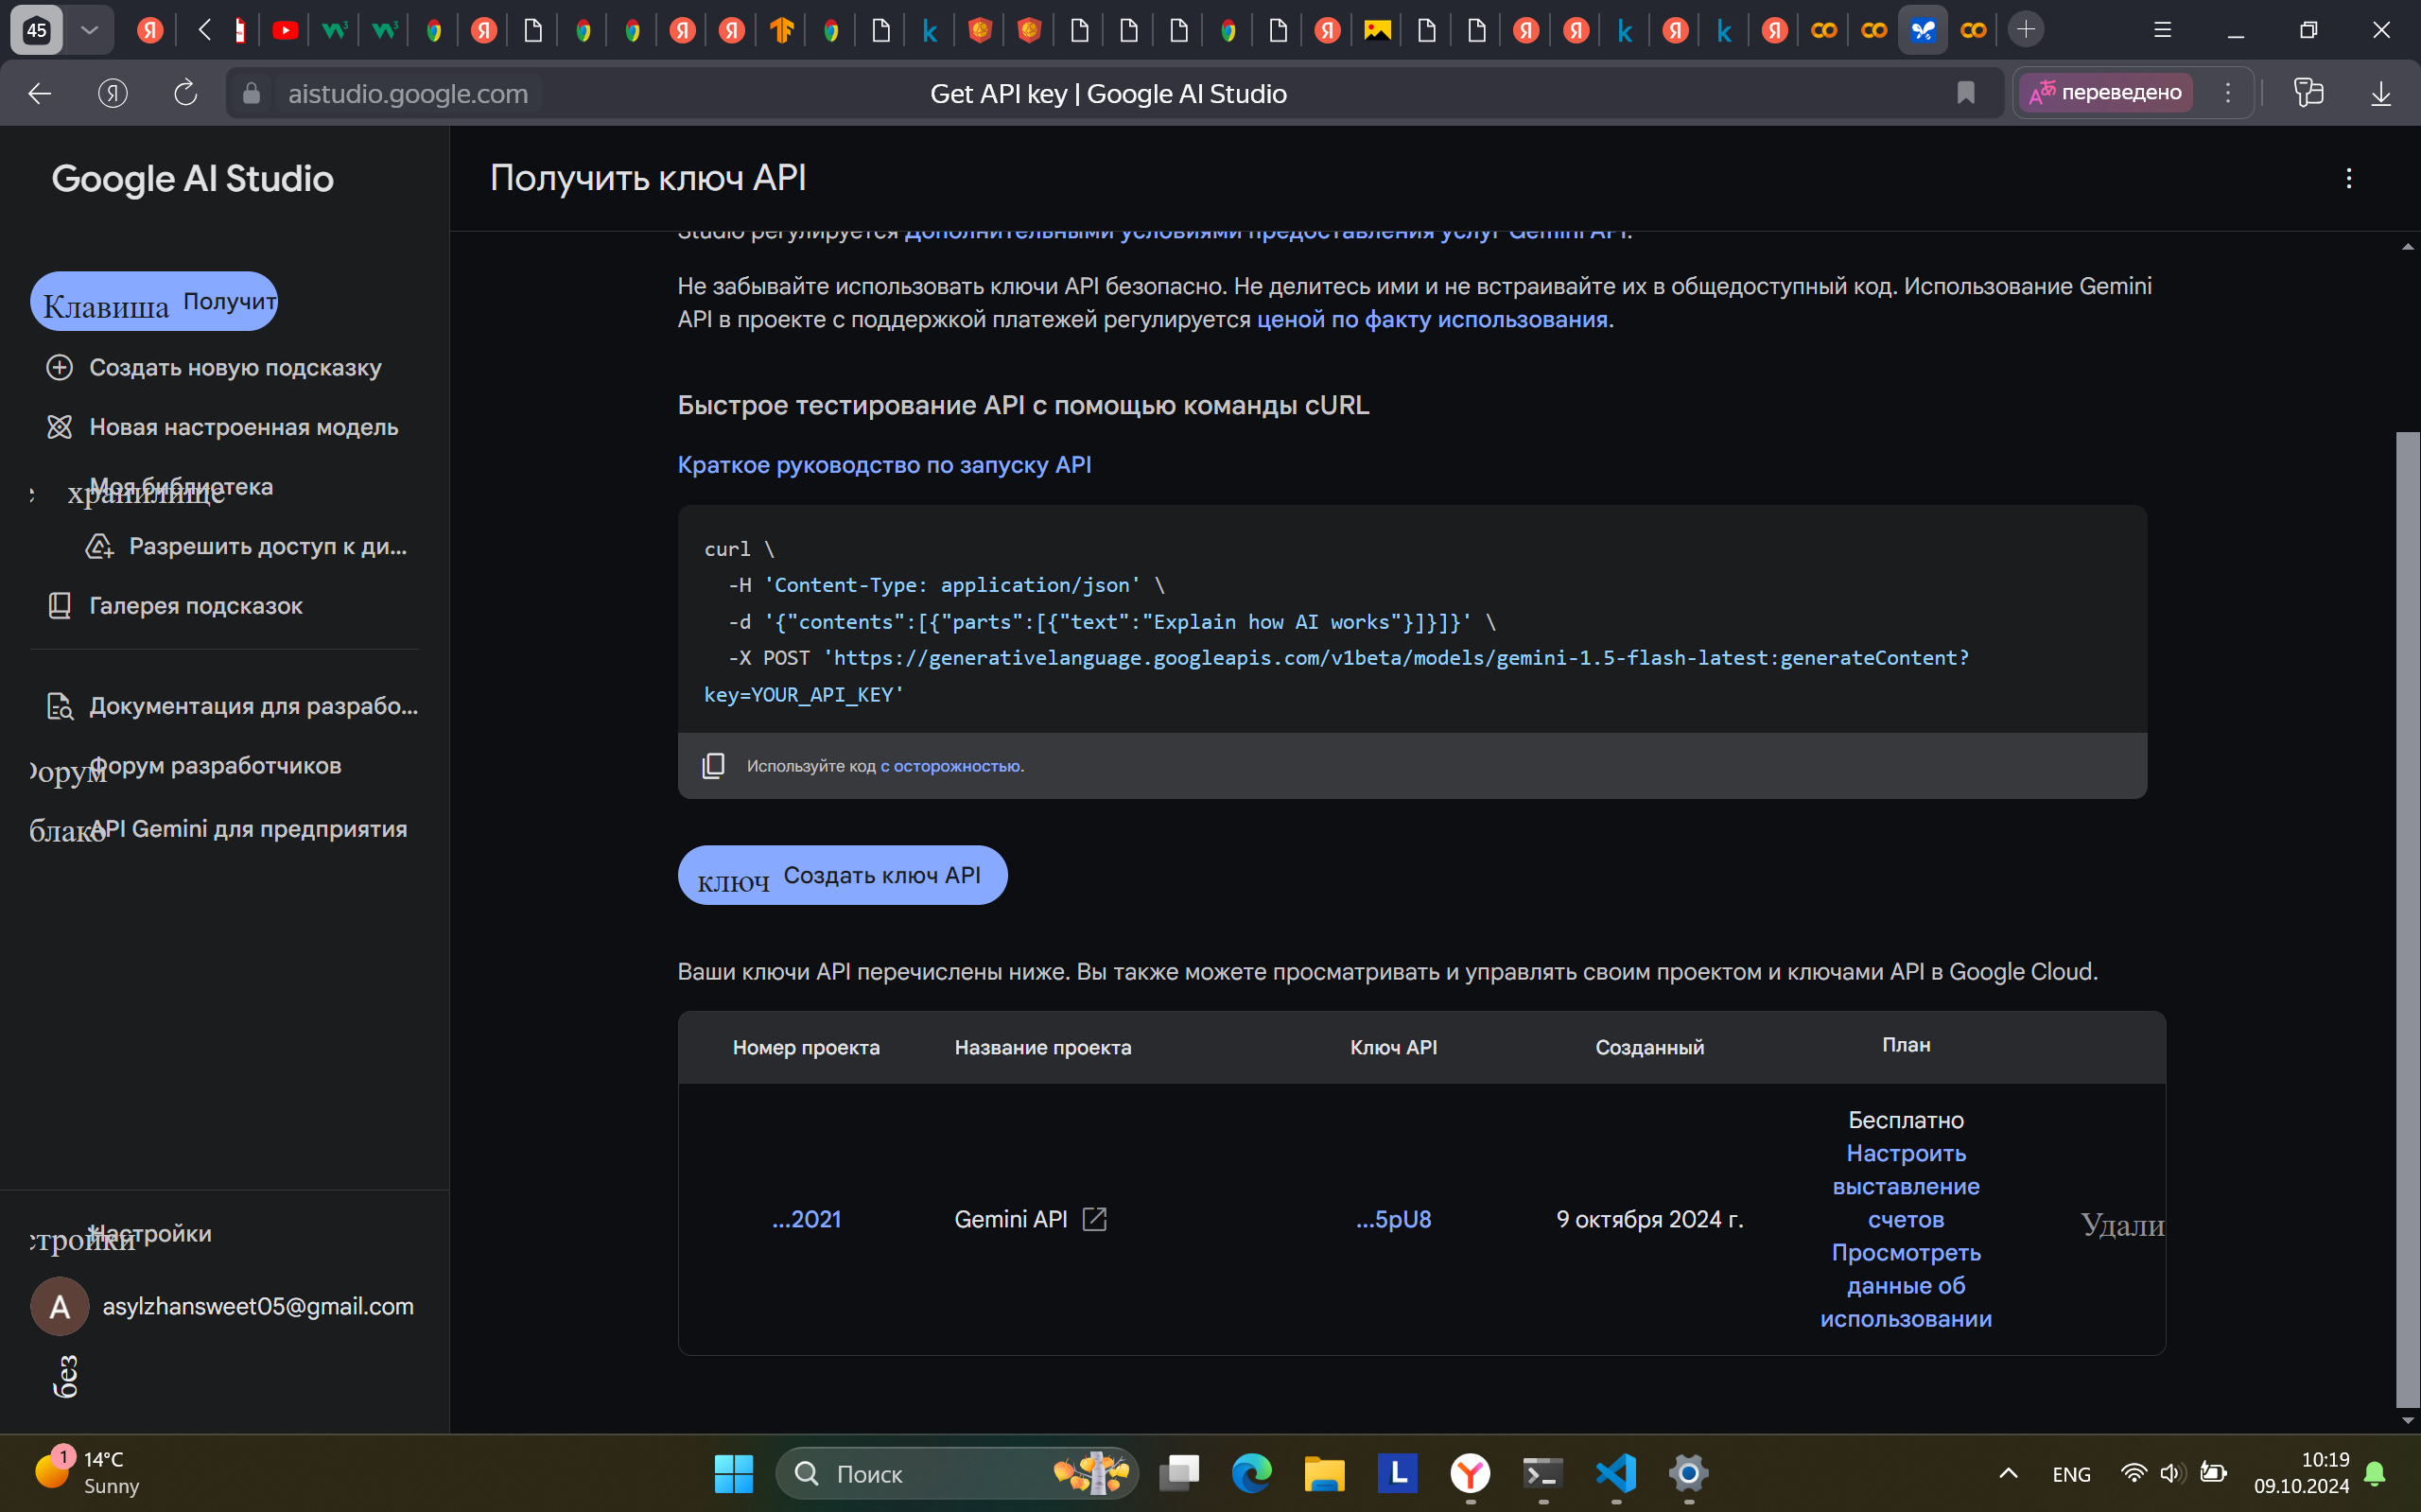 45
aistudio.google.com
Get API key | Google AI Studio
переведено
Google AI Studio
Получить ключ API
Клавиша Получит
Создать новую подсказку
Новая настроенная модель
Моя библиотека
хранилище
Разрешить доступ к ди...
Галерея подсказок
Документация для разрабо...
Форум разработчиков
API Gemini для предприятия
Настройки
asylzhansweet05@gmail.com
без
Studio регулируется дополнительными условиями предоставления услуг Gemini API.
Не забывайте использовать ключи API безопасно. Не делитесь ими и не встраивайте их в общедоступный код. Использование Gemini
API в проекте с поддержкой платежей регулируется ценой по факту использования.
Быстрое тестирование API с помощью команды cURL
Краткое руководство по запуску API
curl \
-H 'Content-Type: application/json' \
-d '{"contents":[{"parts":[{"text":"Explain how AI works"}]}]}' \
-X POST 'https://generativelanguage.googleapis.com/v1beta/models/gemini-1.5-flash-latest:generateContent?
key=YOUR_API_KEY'
Используйте код с осторожностью.
ключ Создать ключ API
Ваши ключи API перечислены ниже. Вы также можете просматривать и управлять своим проектом и ключами API в Google Cloud.
Номер проекта Название проекта Ключ API Созданный План
...2021 Gemini API ...5pU8 9 октября 2024 г.
Бесплатно
Настроить
выставление
счетов
Просмотреть
данные об
использовании
Удали
1
14°C
Sunny
Поиск
ENG
10:19
09.10.2024